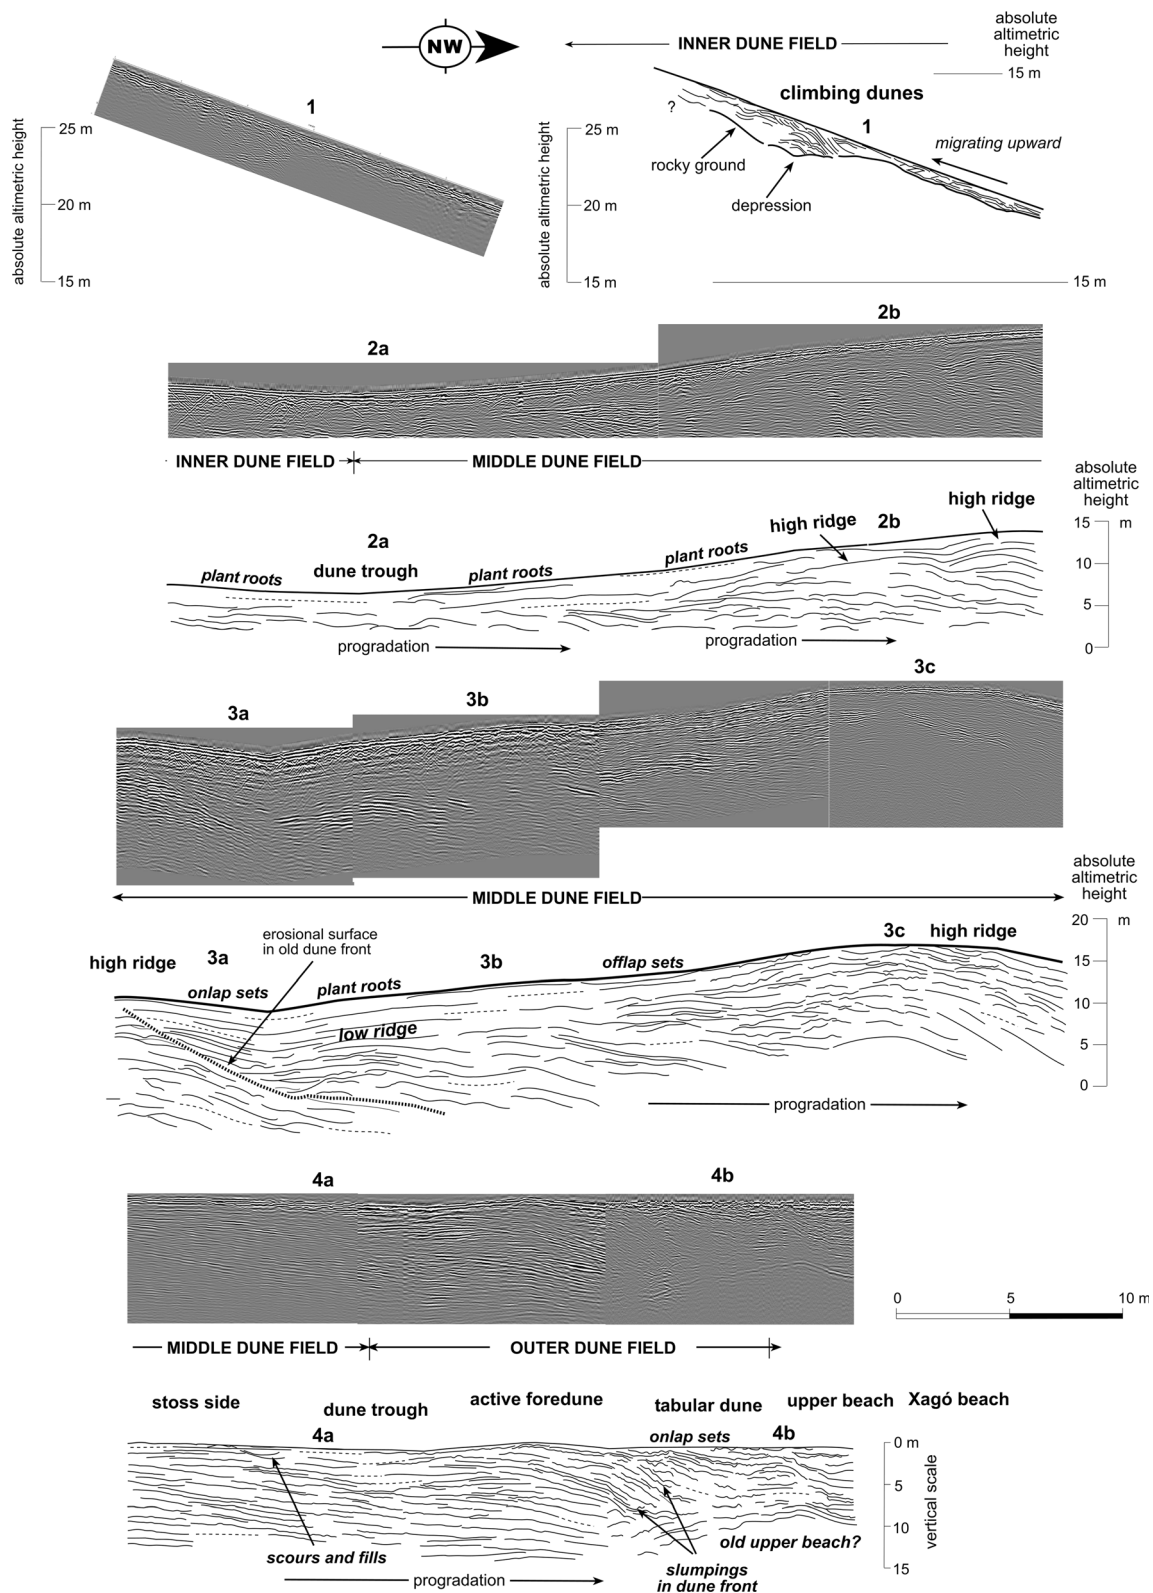 NW
INNER DUNE FIELD
absolute
altimetric
height
15 m
1
absolute altimetric height
25 m
20 m
15 m
absolute altimetric height
25 m
20 m
15 m
climbing dunes
1
?
migrating upward
rocky ground
depression
15 m
2b
2a
INNER DUNE FIELD
MIDDLE DUNE FIELD
absolute
altimetric
height
15 m
10
5
0
high ridge
high ridge
2b
2a
plant roots
dune trough
plant roots
plant roots
progradation
progradation
3c
3b
3a
MIDDLE DUNE FIELD
absolute
altimetric
height
20 m
15
10
5
0
erosional surface
in old dune front
high ridge
3a
3b
3c
high ridge
onlap sets
plant roots
offlap sets
low ridge
progradation
4a
4b
0
5
10 m
MIDDLE DUNE FIELD
OUTER DUNE FIELD
stoss side
dune trough
active foredune
tabular dune
upper beach
Xagó beach
4a
onlap sets
4b
0 m
5
10
15
vertical scale
scours and fills
old upper beach?
slumpings
in dune front
progradation